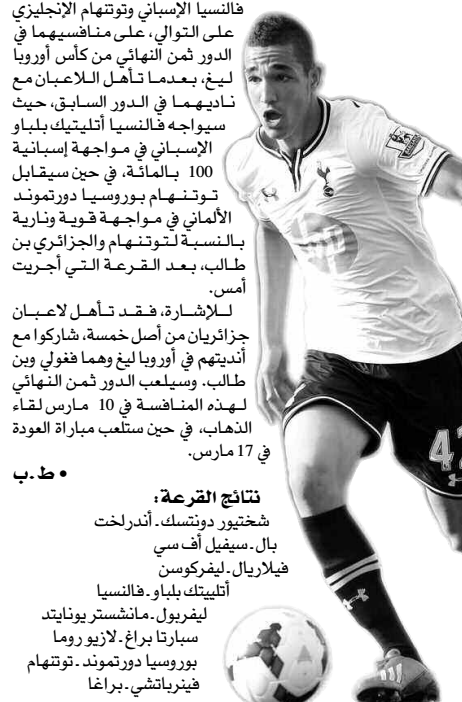 فالنسيا الإسباني وتوتنهام الإنجليزي
على التوالي، على منافسيهما في
الدور ثمن النهائي من كأس أوروبا
ليغ، بعدما تأهل اللاعبان مع
ناديهما في الدور السابق، حيث
سيواجه فالنسيا أتليتيك بلباو
الإسباني في مواجهة إسبانية
100 بالمائة، في حين سيقابل
توتنهام بوروسيا دورتموند
الألماني في مواجهة قوية ونارية
بالنسبة لتوتنهام والجزائري بن
طالب، بعد القرعة التي أجريت
أمس.
للإشارة، فقد تأهل لاعبان
جزائريان من أصل خمسة، شاركوا مع
أنديتهم في أوروبا ليغ وهما فغولي وبن
طالب. وسيلعب الدور ثمن النهائي
لهذه المنافسة في 10 مارس لقاء
الذهاب، في حين ستلعب مباراة العودة
في 17 مارس.
• ط.ب
نتائج القرعة:
شختيور دونتسك ـ أندرلخت
بال ـ سيفيل أف سي
فيلاريال ـ ليفركوسن
أتلييتك بلباو ـ فالنسيا
ليفربول ـ مانشستر يونايتد
سبارتا براغ ـ لازيو روما
بوروسيا دورتموند ـ توتنهام
فينرباتشي ـ براغا
42